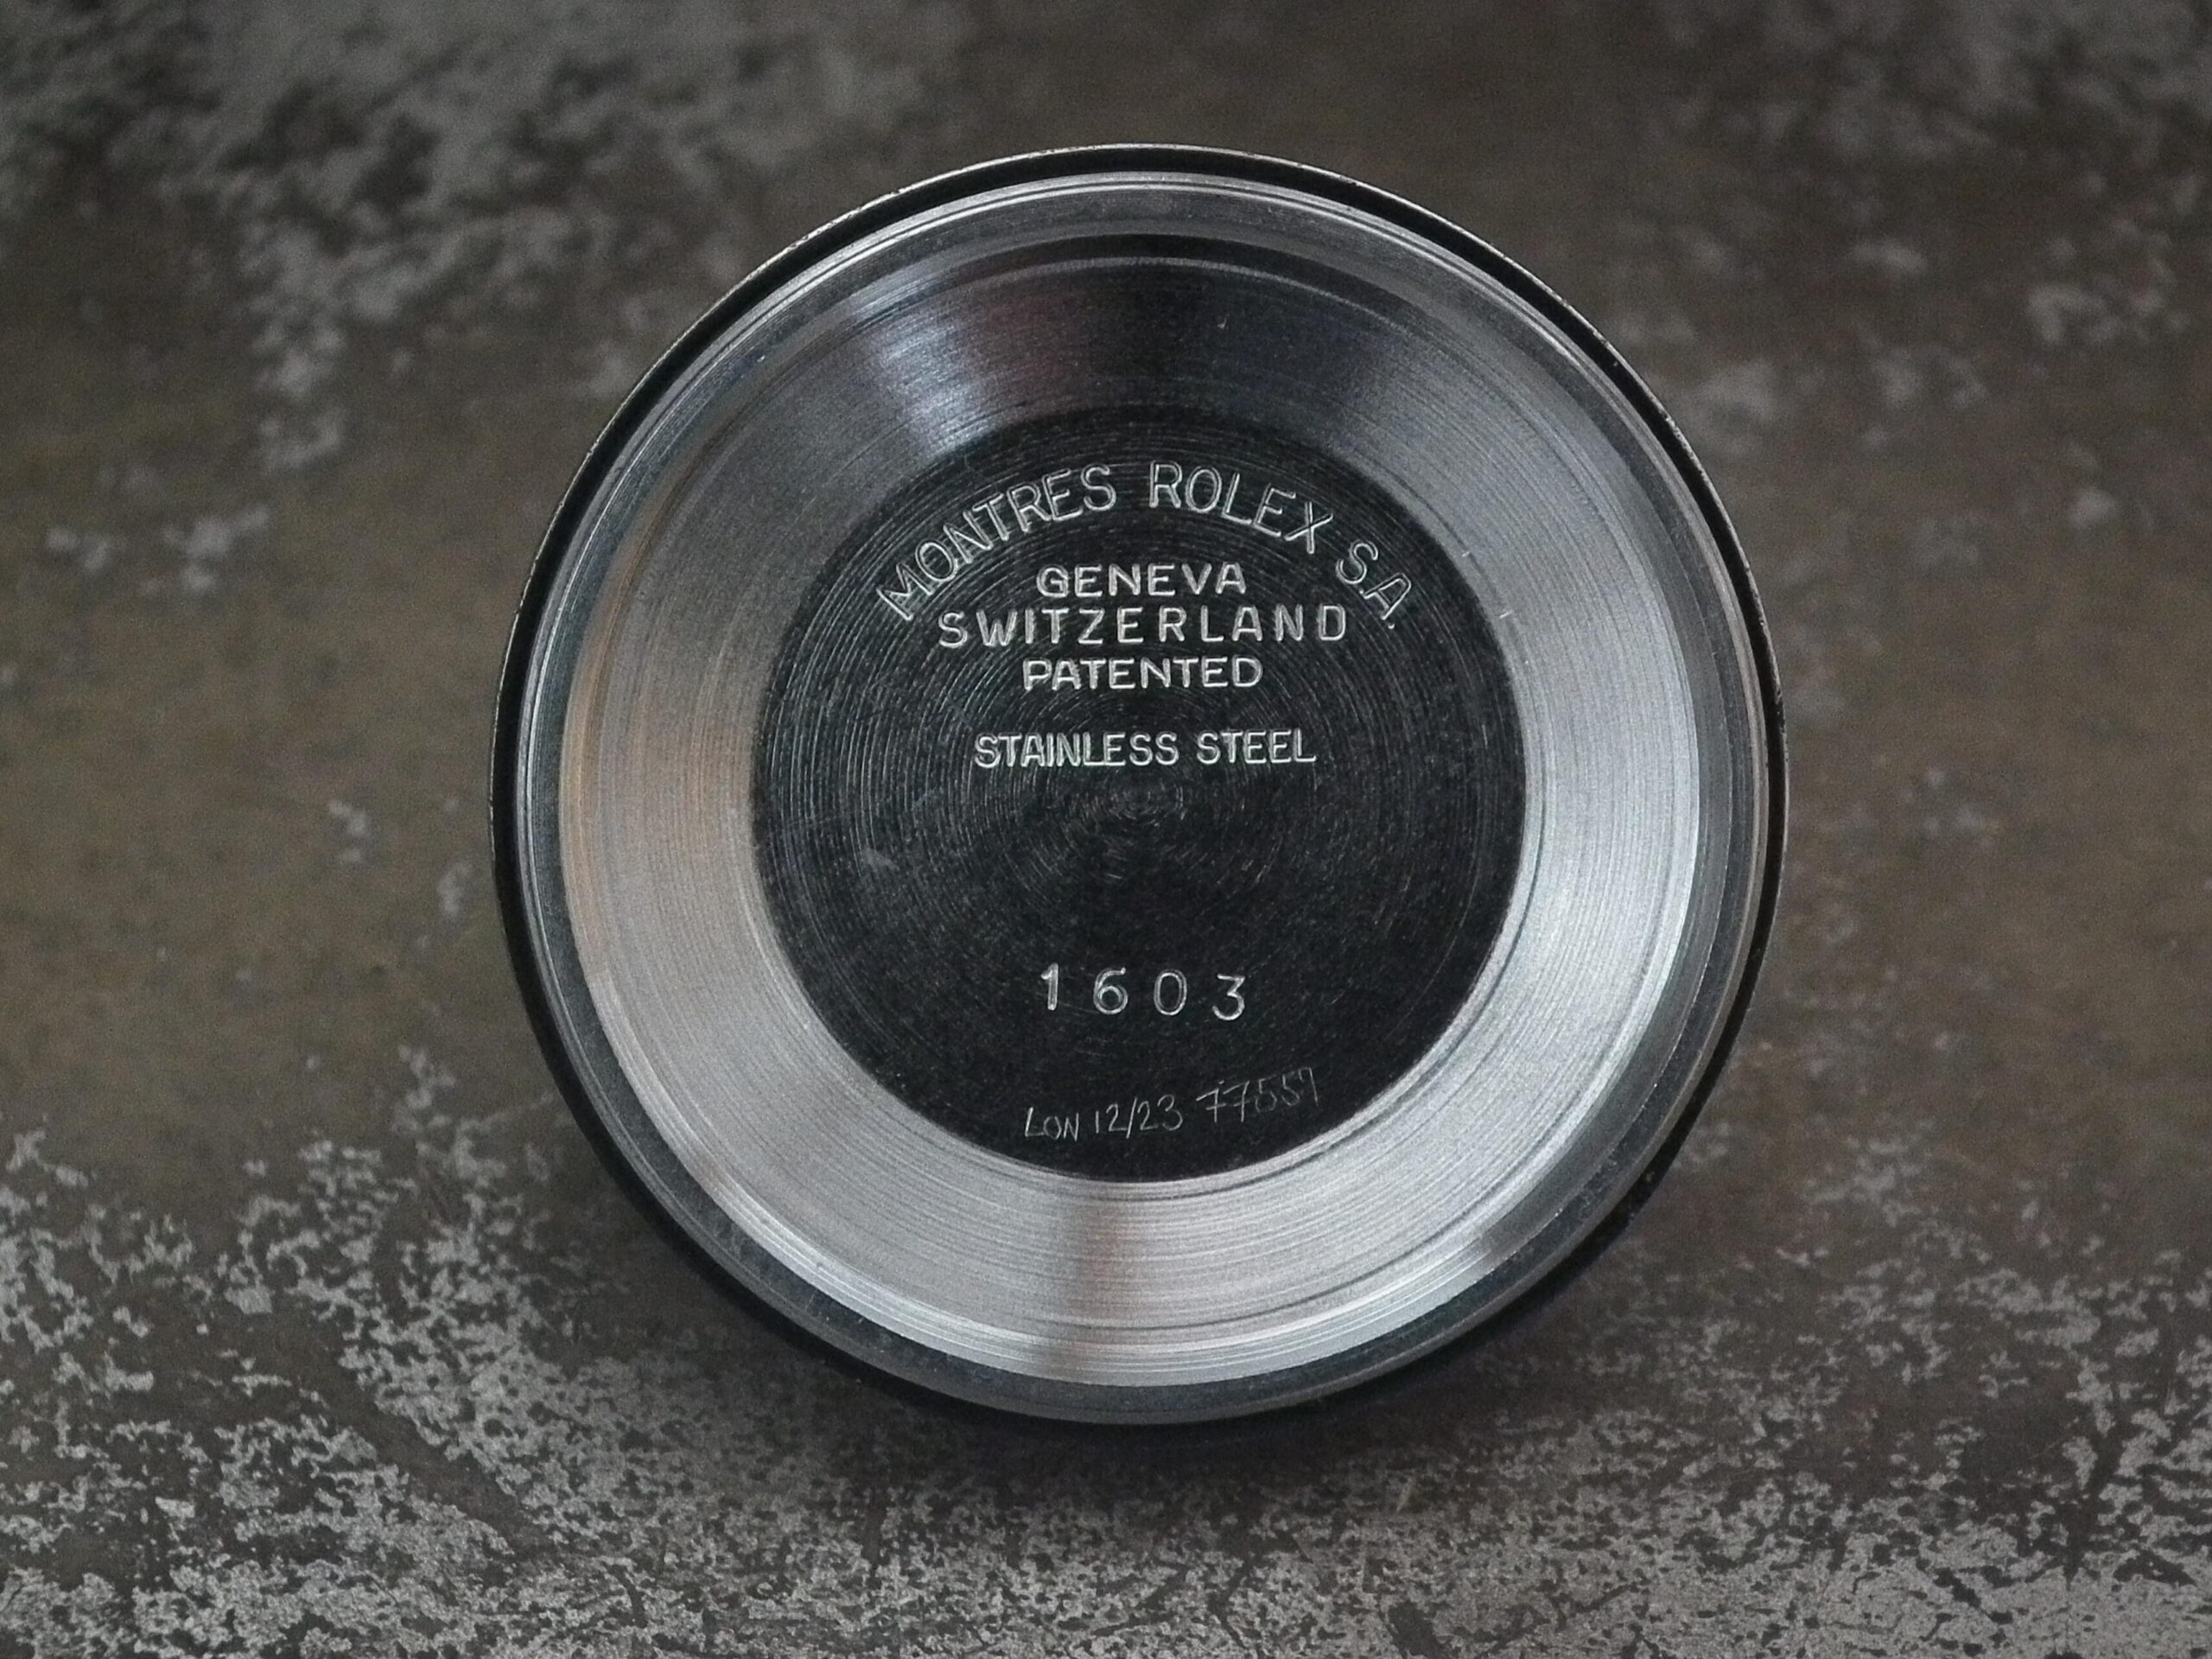 MONTRES ROLEX S.A.
GENEVA
SWITZERLAND
PATENTED
STAINLESS STEEL
1603
LON 12/23 77557